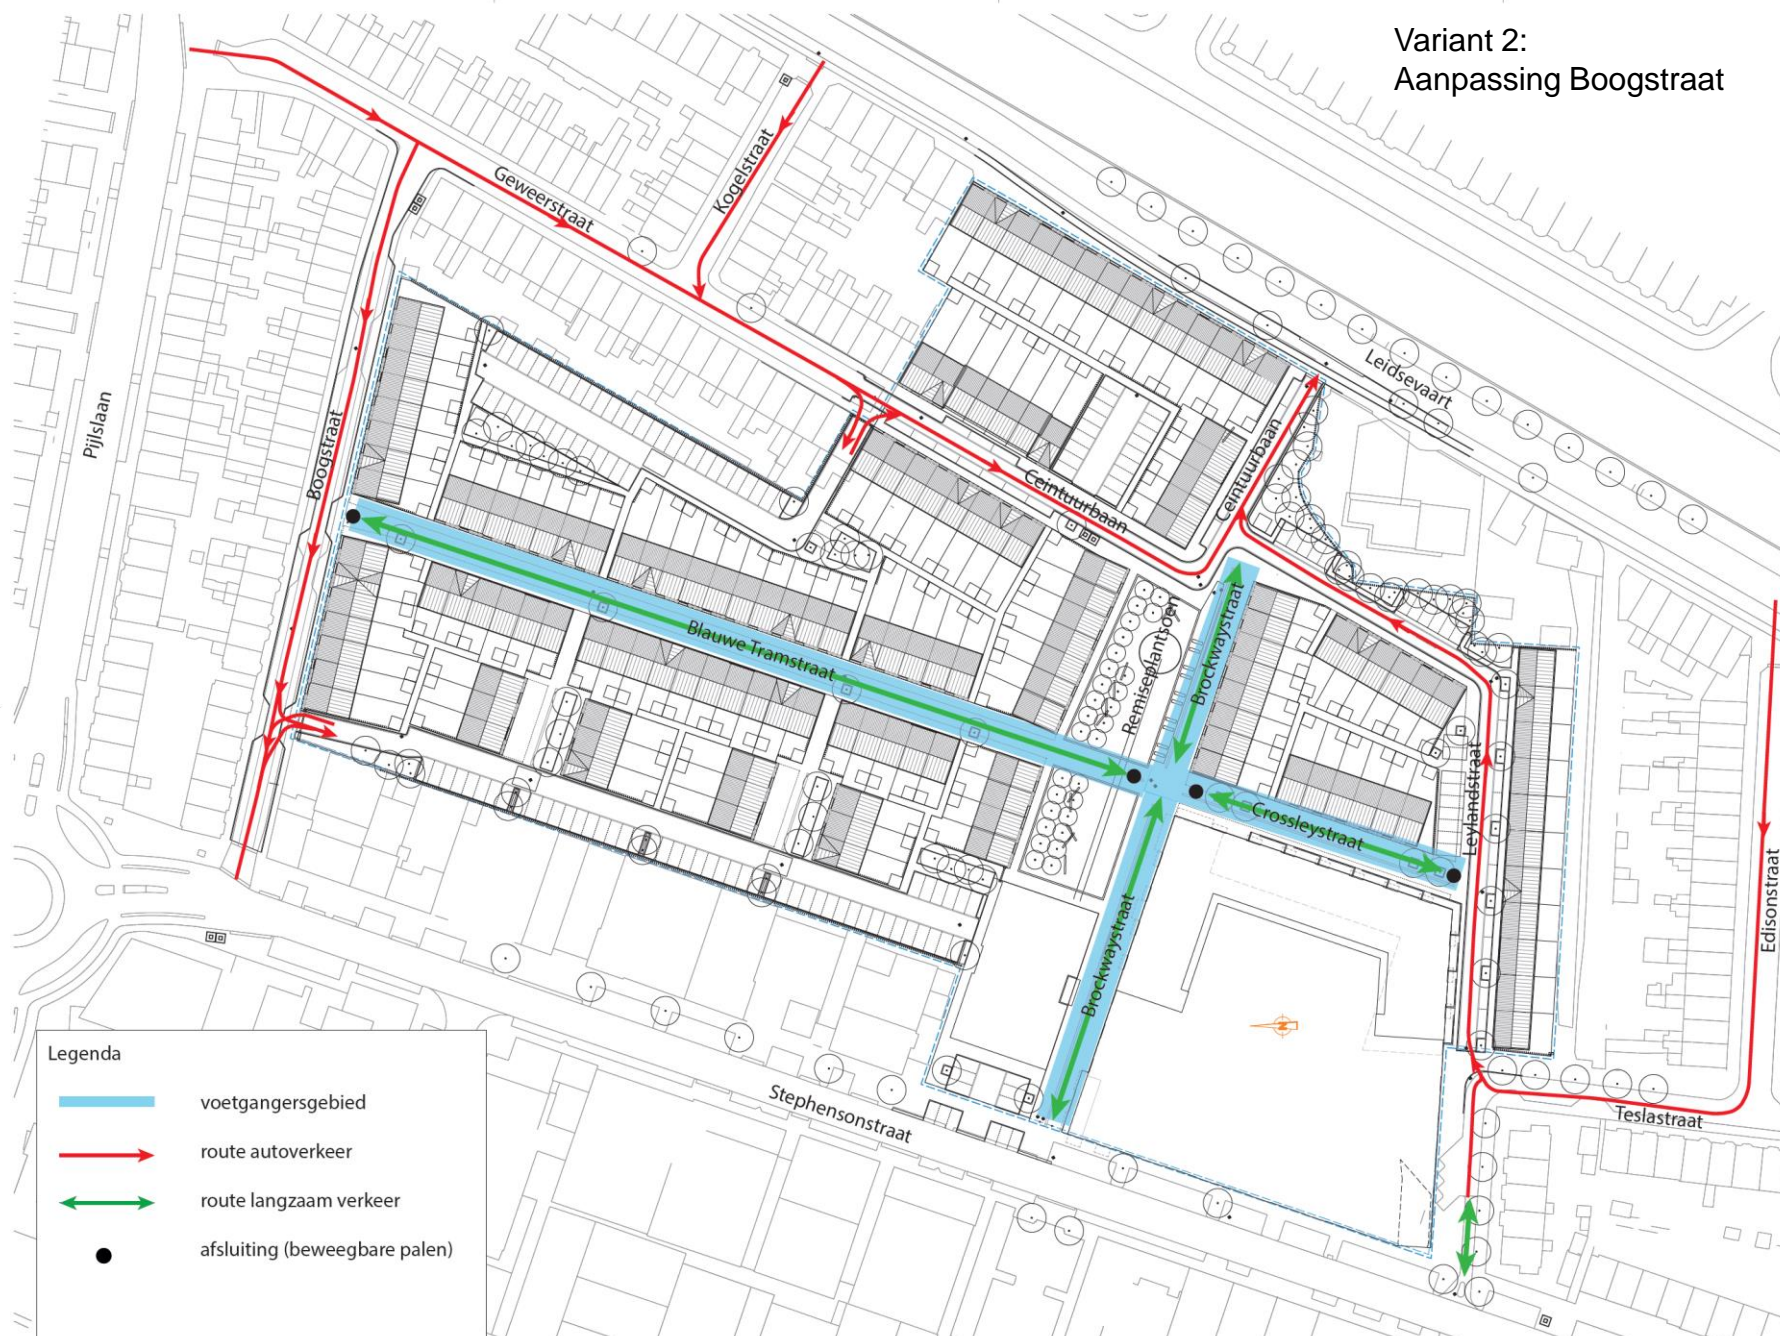 Variant 2:
Aanpassing Boogstraat
Kogelstraat
Geweerstraat
Leidsevaart
Pijlslaan
Boogstraat
Ceintuurbaan
Ceintuurbaan
Blauwe Tramstraat
Remiseplantsoen
Brockwaystraat
Crossleystraat
Leylandstraat
Edisonstraat
Brockwaystraat
N
Teslastraat
Stephensonstraat
Legenda
voetgangersgebied
route autoverkeer
route langzaam verkeer
afsluiting (beweegbare palen)